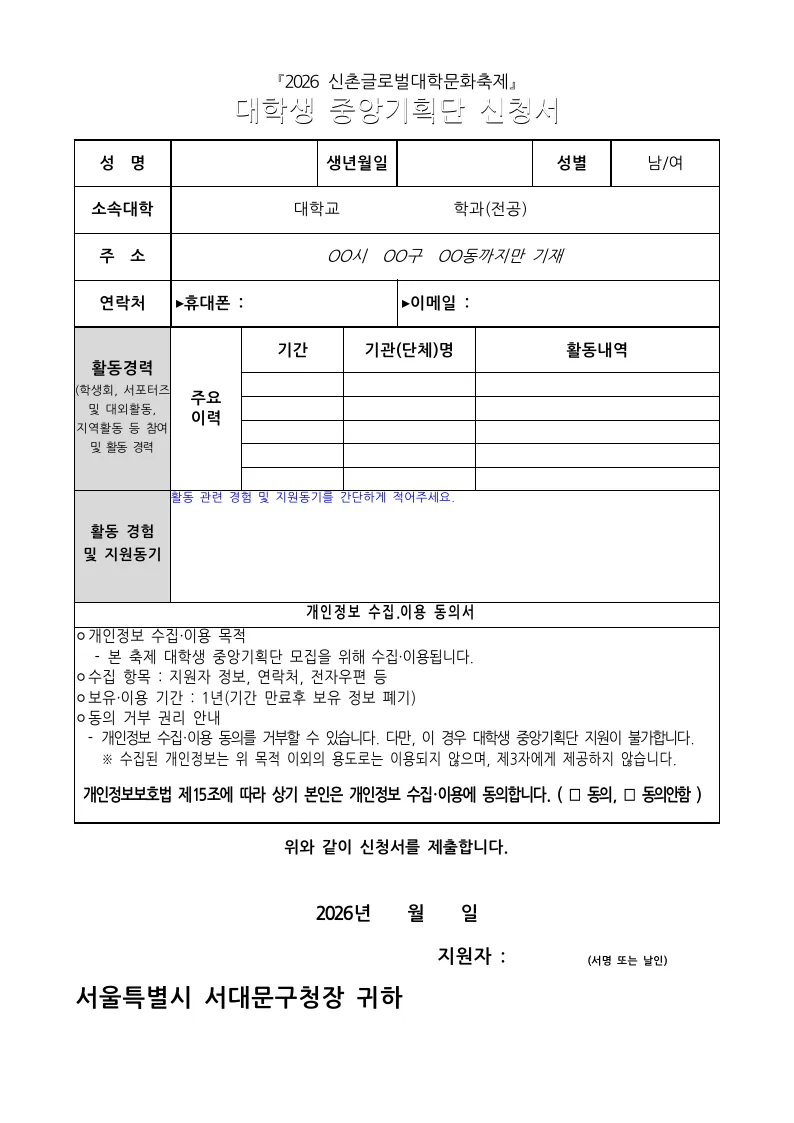 『2026 신촌글로벌대학문화축제』
대학생 중앙기획단 신청서
성 명 생년월일 성별 남/여
소속대학 대학교 학과(전공)
주 소 OO시 OO구 OO동까지만 기재
연락처 ▸휴대폰 : ▸이메일 :
활동경력
(학생회, 서포터즈
및 대외활동,
지역활동 등 참여
및 활동 경력
주요
이력
기간 기관(단체)명 활동내역
활동 경험
및 지원동기
활동 관련 경험 및 지원동기를 간단하게 적어주세요.
개인정보 수집.이용 동의서
ㅇ개인정보 수집·이용 목적
- 본 축제 대학생 중앙기획단 모집을 위해 수집·이용됩니다.
ㅇ수집 항목 : 지원자 정보, 연락처, 전자우편 등
ㅇ보유·이용 기간 : 1년(기간 만료후 보유 정보 폐기)
ㅇ동의 거부 권리 안내
- 개인정보 수집·이용 동의를 거부할 수 있습니다. 다만, 이 경우 대학생 중앙기획단 지원이 불가합니다.
※ 수집된 개인정보는 위 목적 이외의 용도로는 이용되지 않으며, 제3자에게 제공하지 않습니다.
개인정보보호법 제15조에 따라 상기 본인은 개인정보 수집·이용에 동의합니다. ( □ 동의, □ 동의안함 )
위와 같이 신청서를 제출합니다.
2026년 월 일
지원자 : (서명 또는 날인)
서울특별시 서대문구청장 귀하